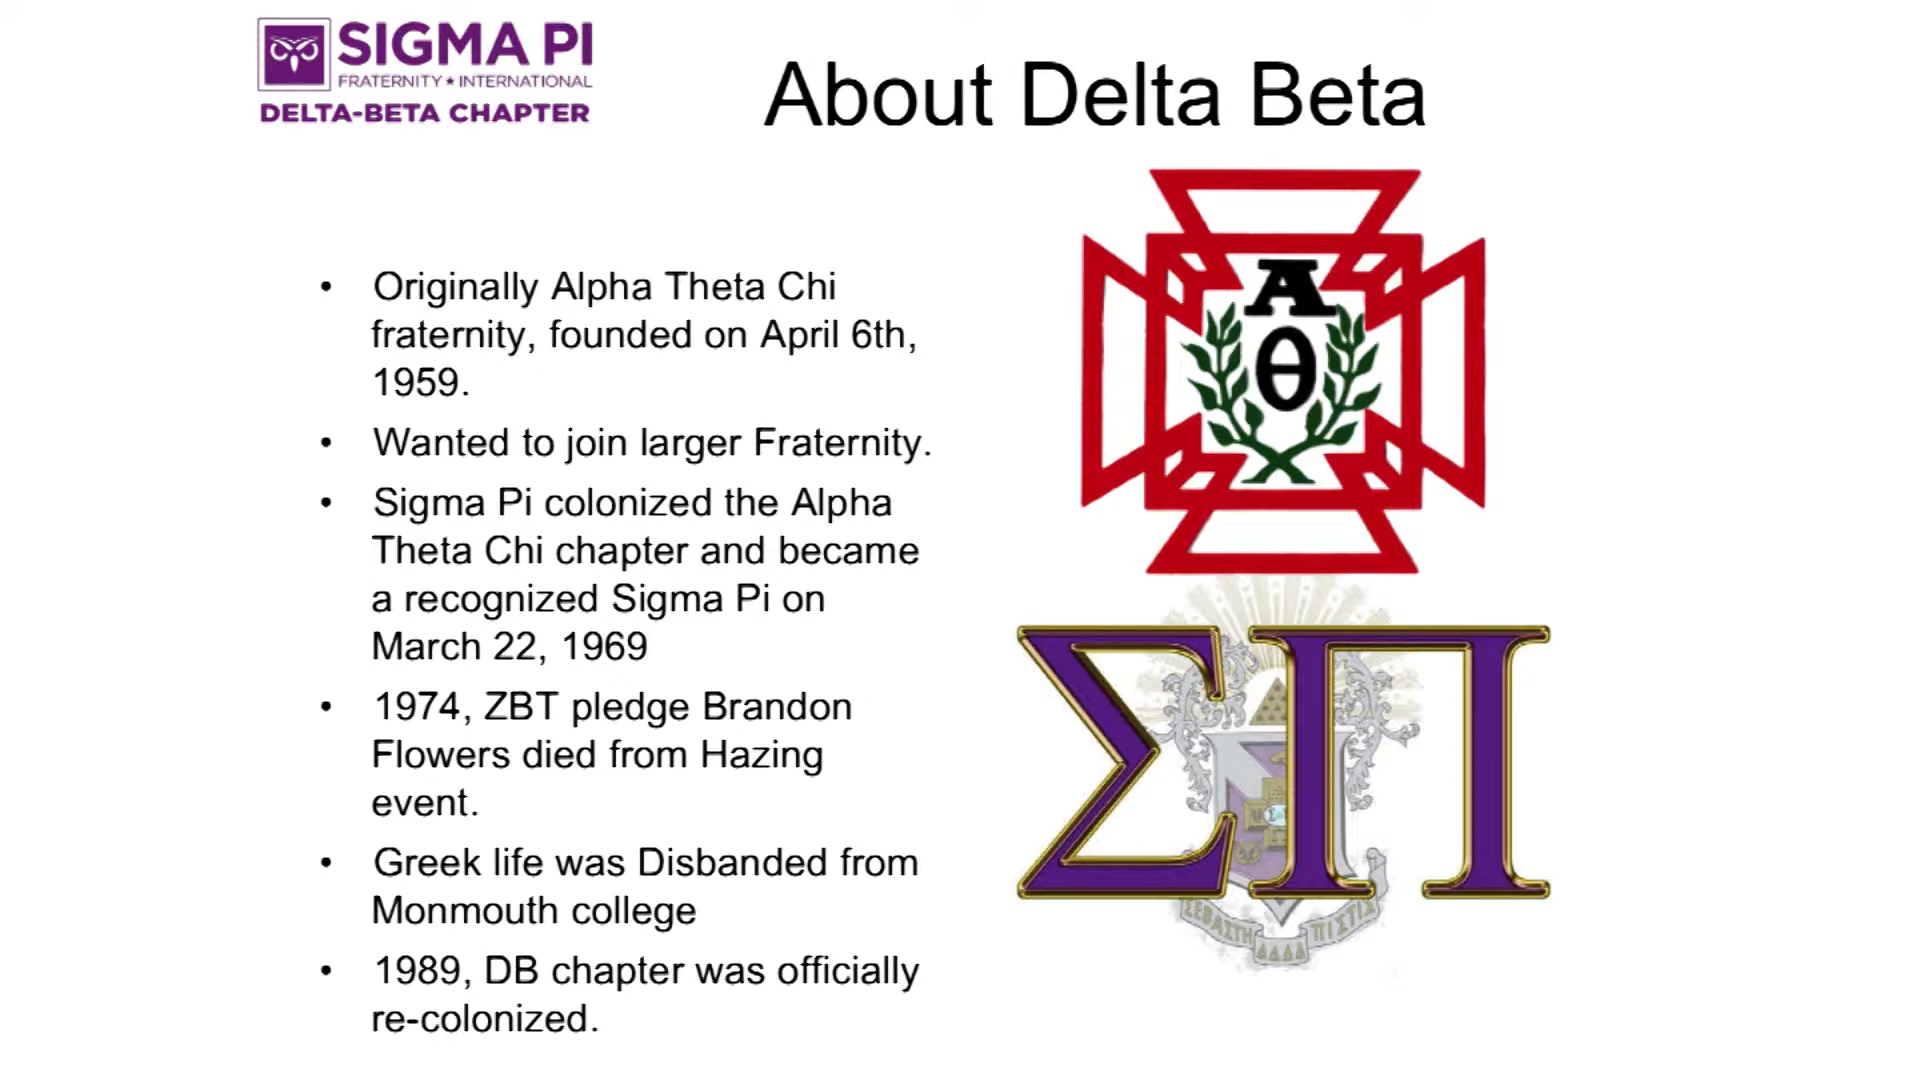 SIGMA PI
FRATERNITY ★ INTERNATIONAL
DELTA-BETA CHAPTER
About Delta Beta
• Originally Alpha Theta Chi
fraternity, founded on April 6th,
1959.
• Wanted to join larger Fraternity.
• Sigma Pi colonized the Alpha
Theta Chi chapter and became
a recognized Sigma Pi on
March 22, 1969
• 1974, ZBT pledge Brandon
Flowers died from Hazing
event.
• Greek life was Disbanded from
Monmouth college
• 1989, DB chapter was officially
re-colonized.
Α
Θ
ΣΠ
ΣΕΒΑΣΤΗ ΠΙΣΤΙΣ
ΔΔΔΔ